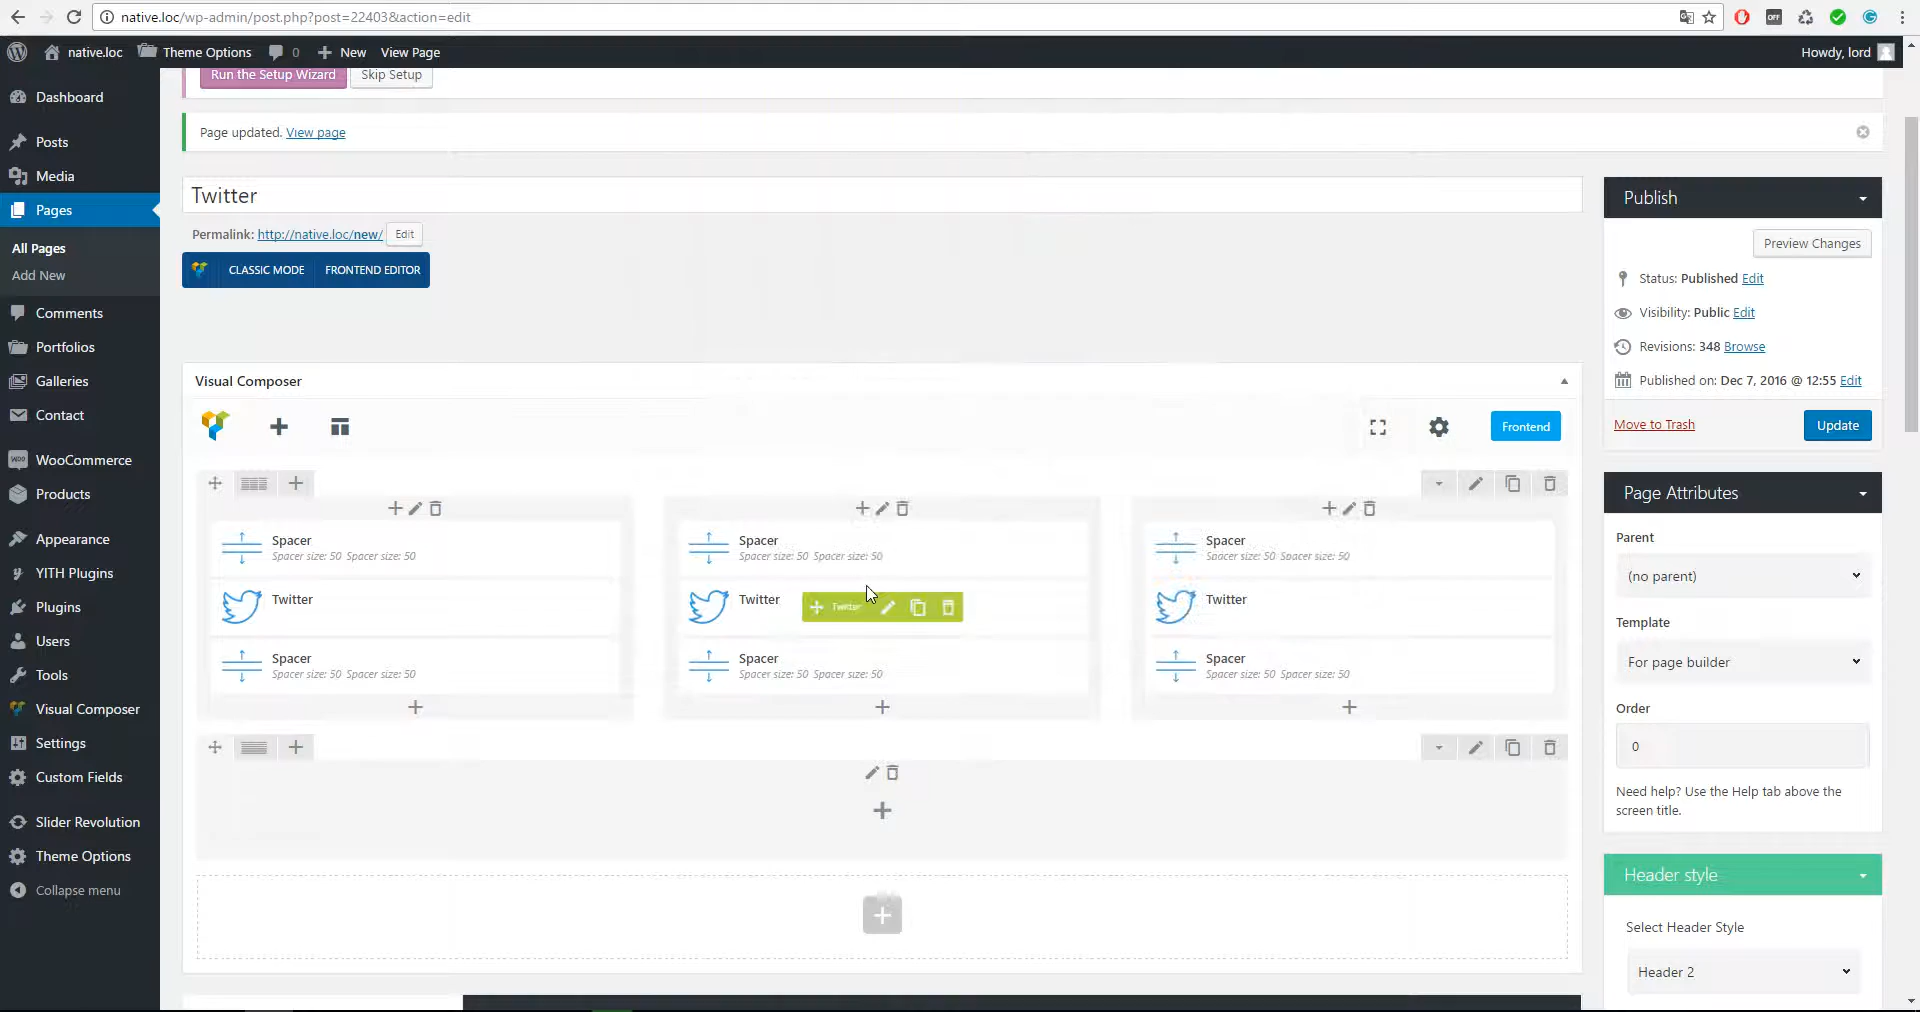 native.loc/wp-admin/post.php?post=22403&action=edit
OFF
native.loc Theme Options 0 New View Page Howdy, lord
Run the Setup Wizard Skip Setup
Dashboard
Page updated. View page
Posts
Media
Pages
All Pages
Add New
Comments
Portfolios
Galleries
Contact
WooCommerce
Products
Appearance
YITH Plugins
Plugins
Users
Tools
Visual Composer
Settings
Custom Fields
Slider Revolution
Theme Options
Collapse menu
Twitter
Permalink: http://native.loc/new/ Edit
CLASSIC MODE FRONTEND EDITOR
Visual Composer
Frontend
Spacer
Spacer size: 50 Spacer size: 50
Twitter
Spacer
Spacer size: 50 Spacer size: 50
Spacer
Spacer size: 50 Spacer size: 50
Twitter Twitter
Spacer
Spacer size: 50 Spacer size: 50
Spacer
Spacer size: 50 Spacer size: 50
Twitter
Spacer
Spacer size: 50 Spacer size: 50
Publish
Preview Changes
Status: Published Edit
Visibility: Public Edit
Revisions: 348 Browse
Published on: Dec 7, 2016 @ 12:55 Edit
Move to Trash Update
Page Attributes
Parent
(no parent)
Template
For page builder
Order
0
Need help? Use the Help tab above the
screen title.
Header style
Select Header Style
Header 2